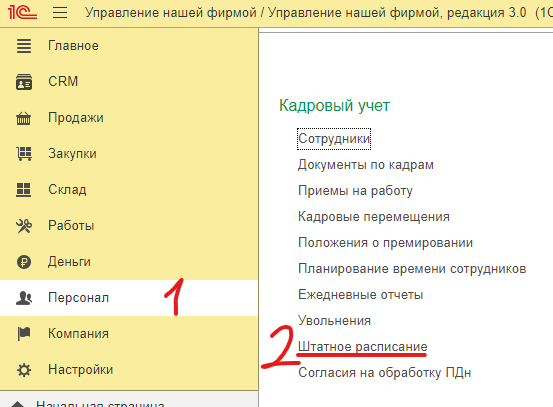 1С Управление нашей фирмой / Управление нашей фирмой, редакция 3.0 (1С
Главное
CRM
Продажи
Закупки
Склад
Работы
Деньги
Персонал 1
Компания
Настройки
Начальная страница
Кадровый учет
Сотрудники
Документы по кадрам
Приемы на работу
Кадровые перемещения
Положения о премировании
Планирование времени сотрудников
Ежедневные отчеты
Увольнения
2 Штатное расписание
Согласия на обработку ПДн